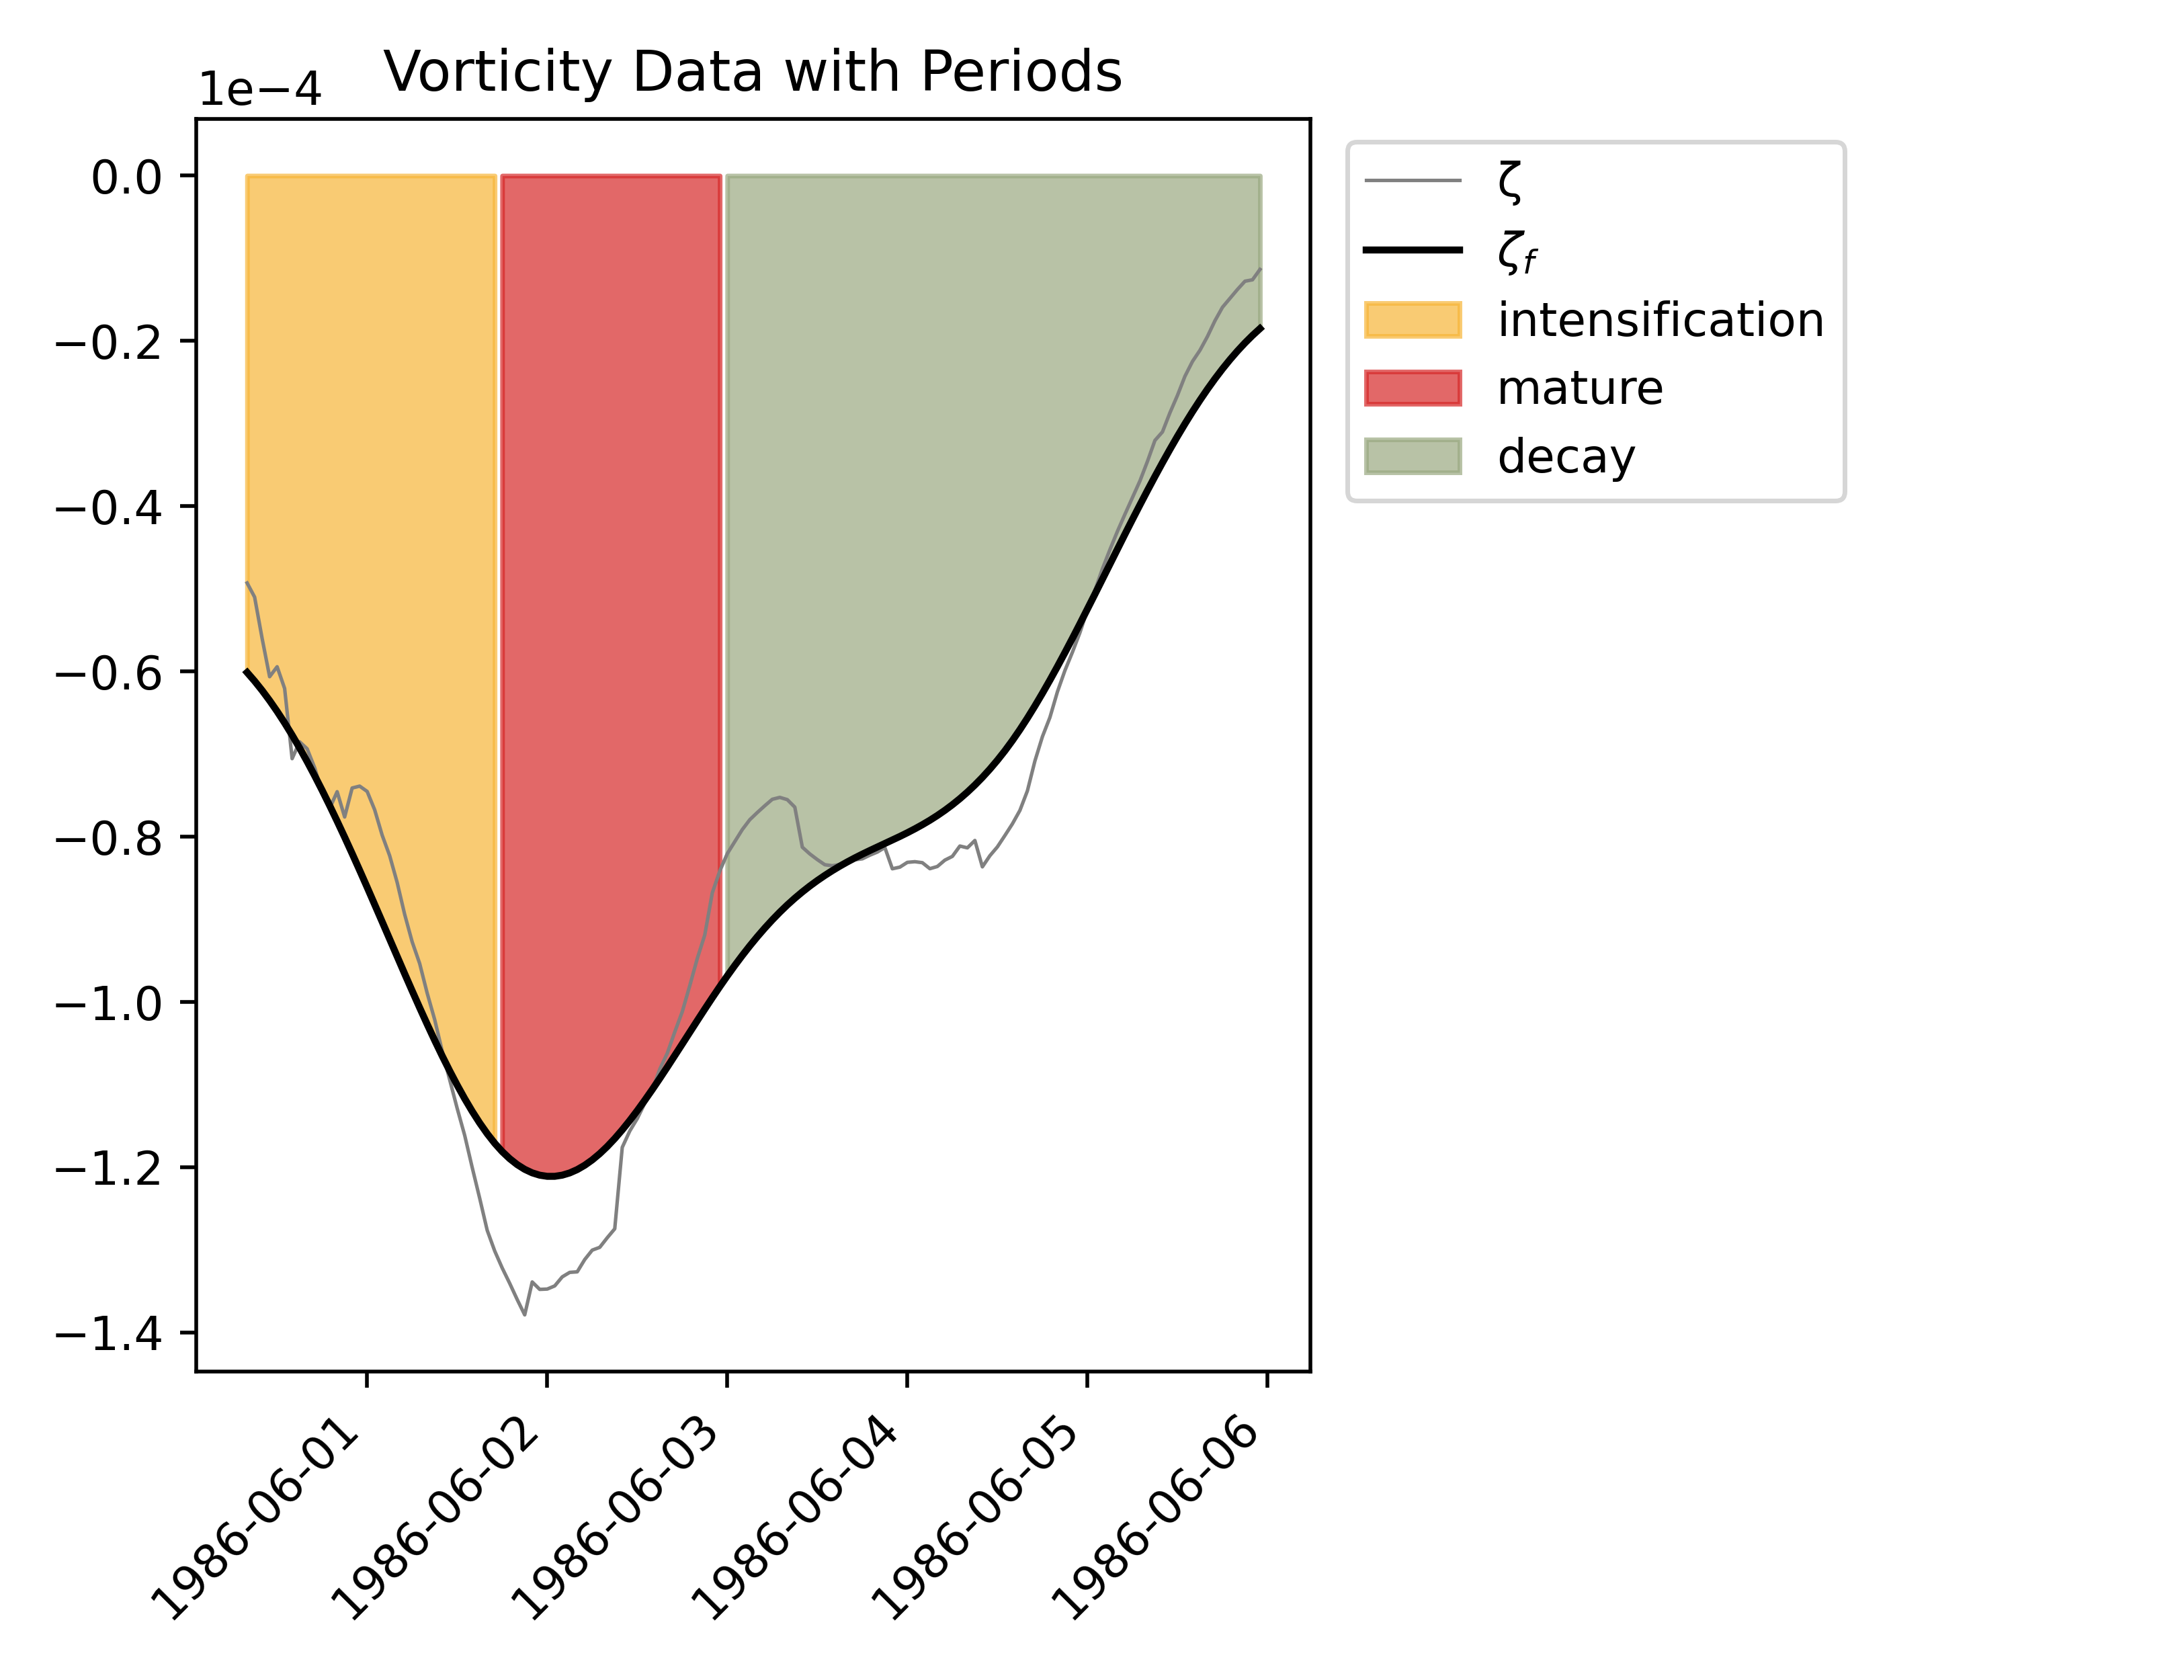 Vorticity Data with Periods
1e−4
0.0
−0.2
−0.4
−0.6
−0.8
−1.0
−1.2
−1.4
1986-06-01
1986-06-02
1986-06-03
1986-06-04
1986-06-05
1986-06-06
ζ
ζf
intensification
mature
decay